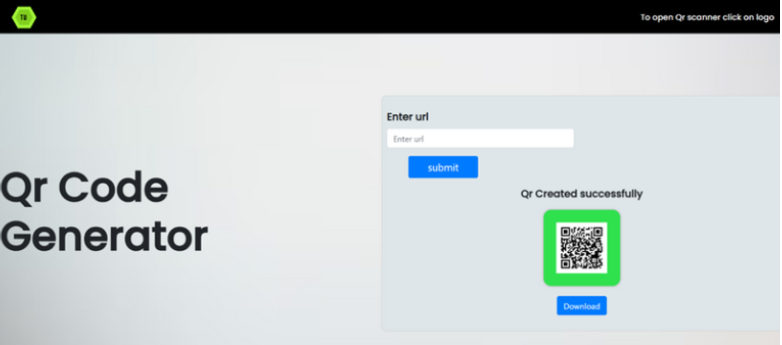 TU
To open Qr scanner click on logo
Enter url
Enter url
submit
Qr Code
Generator
Qr Created successfully
Download